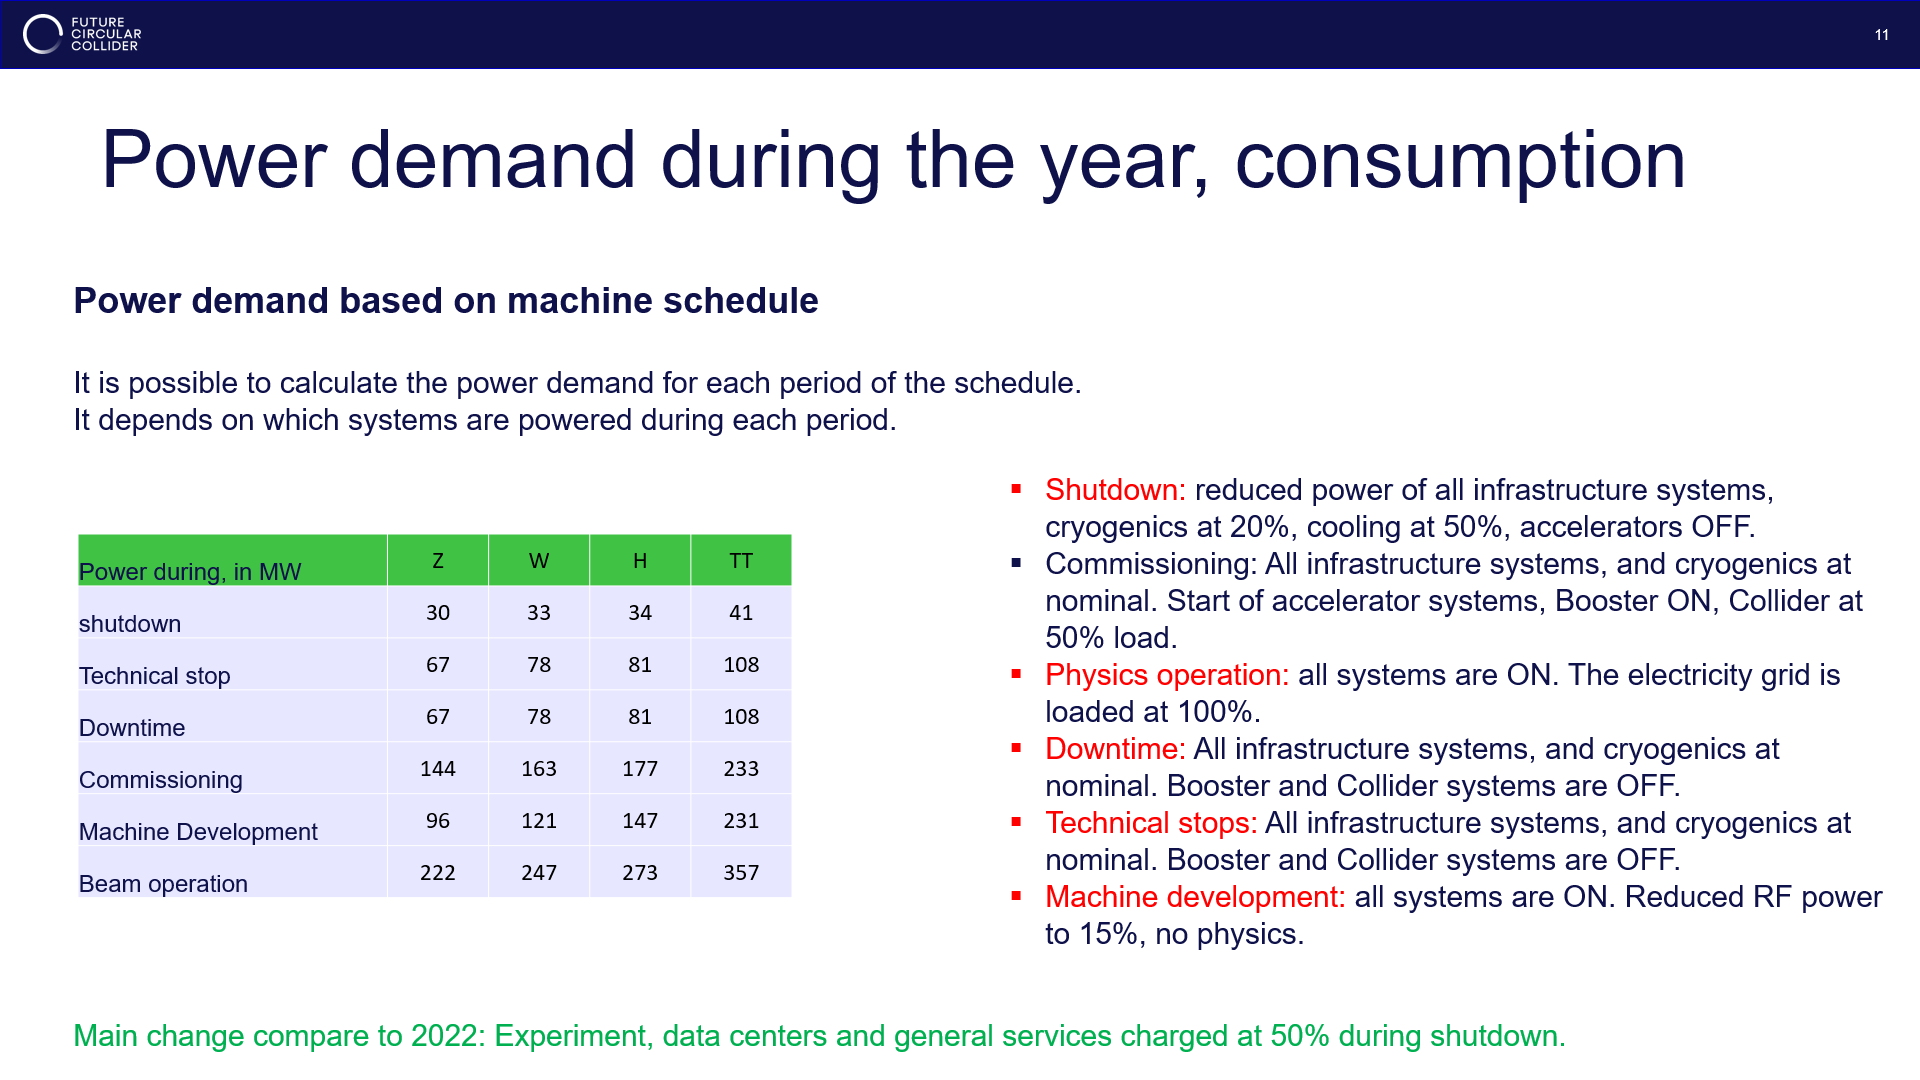 FUTURE
CIRCULAR
COLLIDER
11
Power demand during the year, consumption
Power demand based on machine schedule
It is possible to calculate the power demand for each period of the schedule.
It depends on which systems are powered during each period.
Power during, in MW Z W H TT
shutdown 30 33 34 41
Technical stop 67 78 81 108
Downtime 67 78 81 108
Commissioning 144 163 177 233
Machine Development 96 121 147 231
Beam operation 222 247 273 357
▪ Shutdown: reduced power of all infrastructure systems,
cryogenics at 20%, cooling at 50%, accelerators OFF.
▪ Commissioning: All infrastructure systems, and cryogenics at
nominal. Start of accelerator systems, Booster ON, Collider at
50% load.
▪ Physics operation: all systems are ON. The electricity grid is
loaded at 100%.
▪ Downtime: All infrastructure systems, and cryogenics at
nominal. Booster and Collider systems are OFF.
▪ Technical stops: All infrastructure systems, and cryogenics at
nominal. Booster and Collider systems are OFF.
▪ Machine development: all systems are ON. Reduced RF power
to 15%, no physics.
Main change compare to 2022: Experiment, data centers and general services charged at 50% during shutdown.